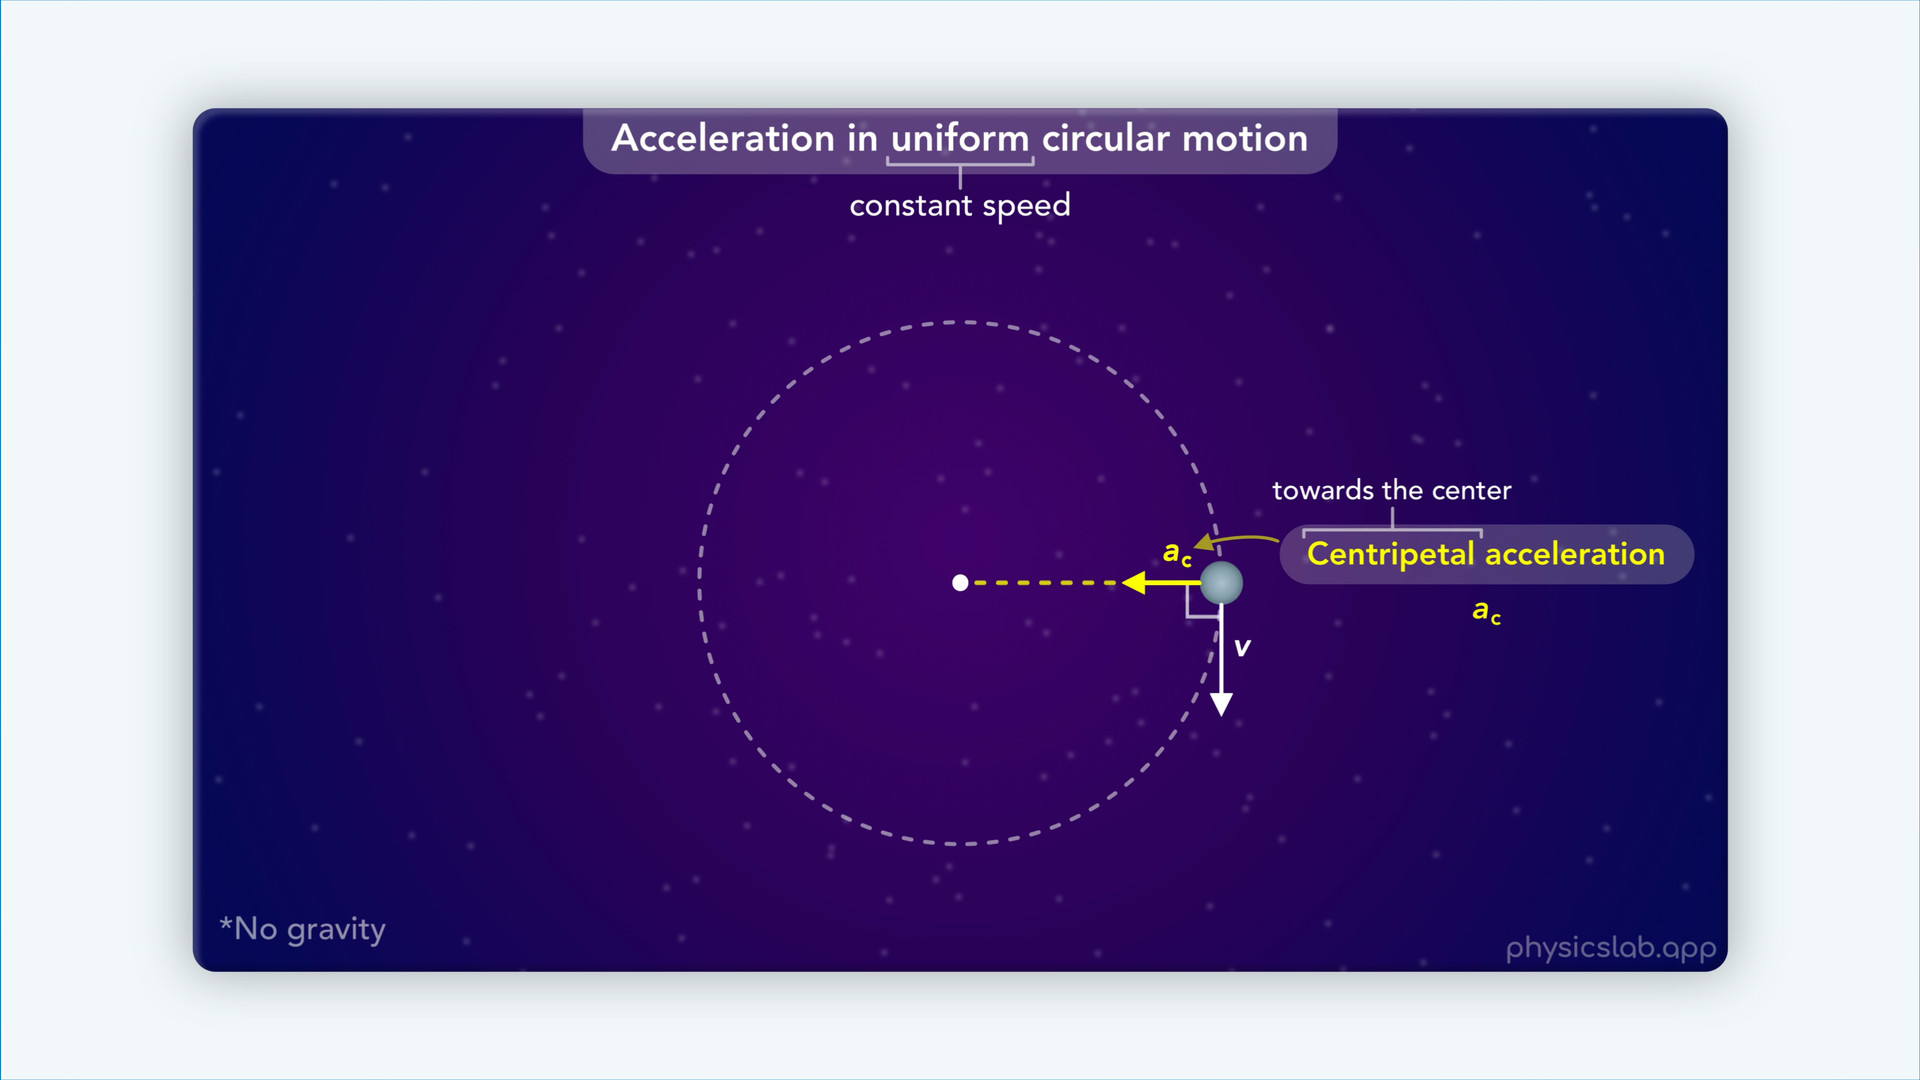 Acceleration in uniform circular motion
constant speed
towards the center
Centripetal acceleration
a_c
a_c
v
*No gravity
physicslab.app